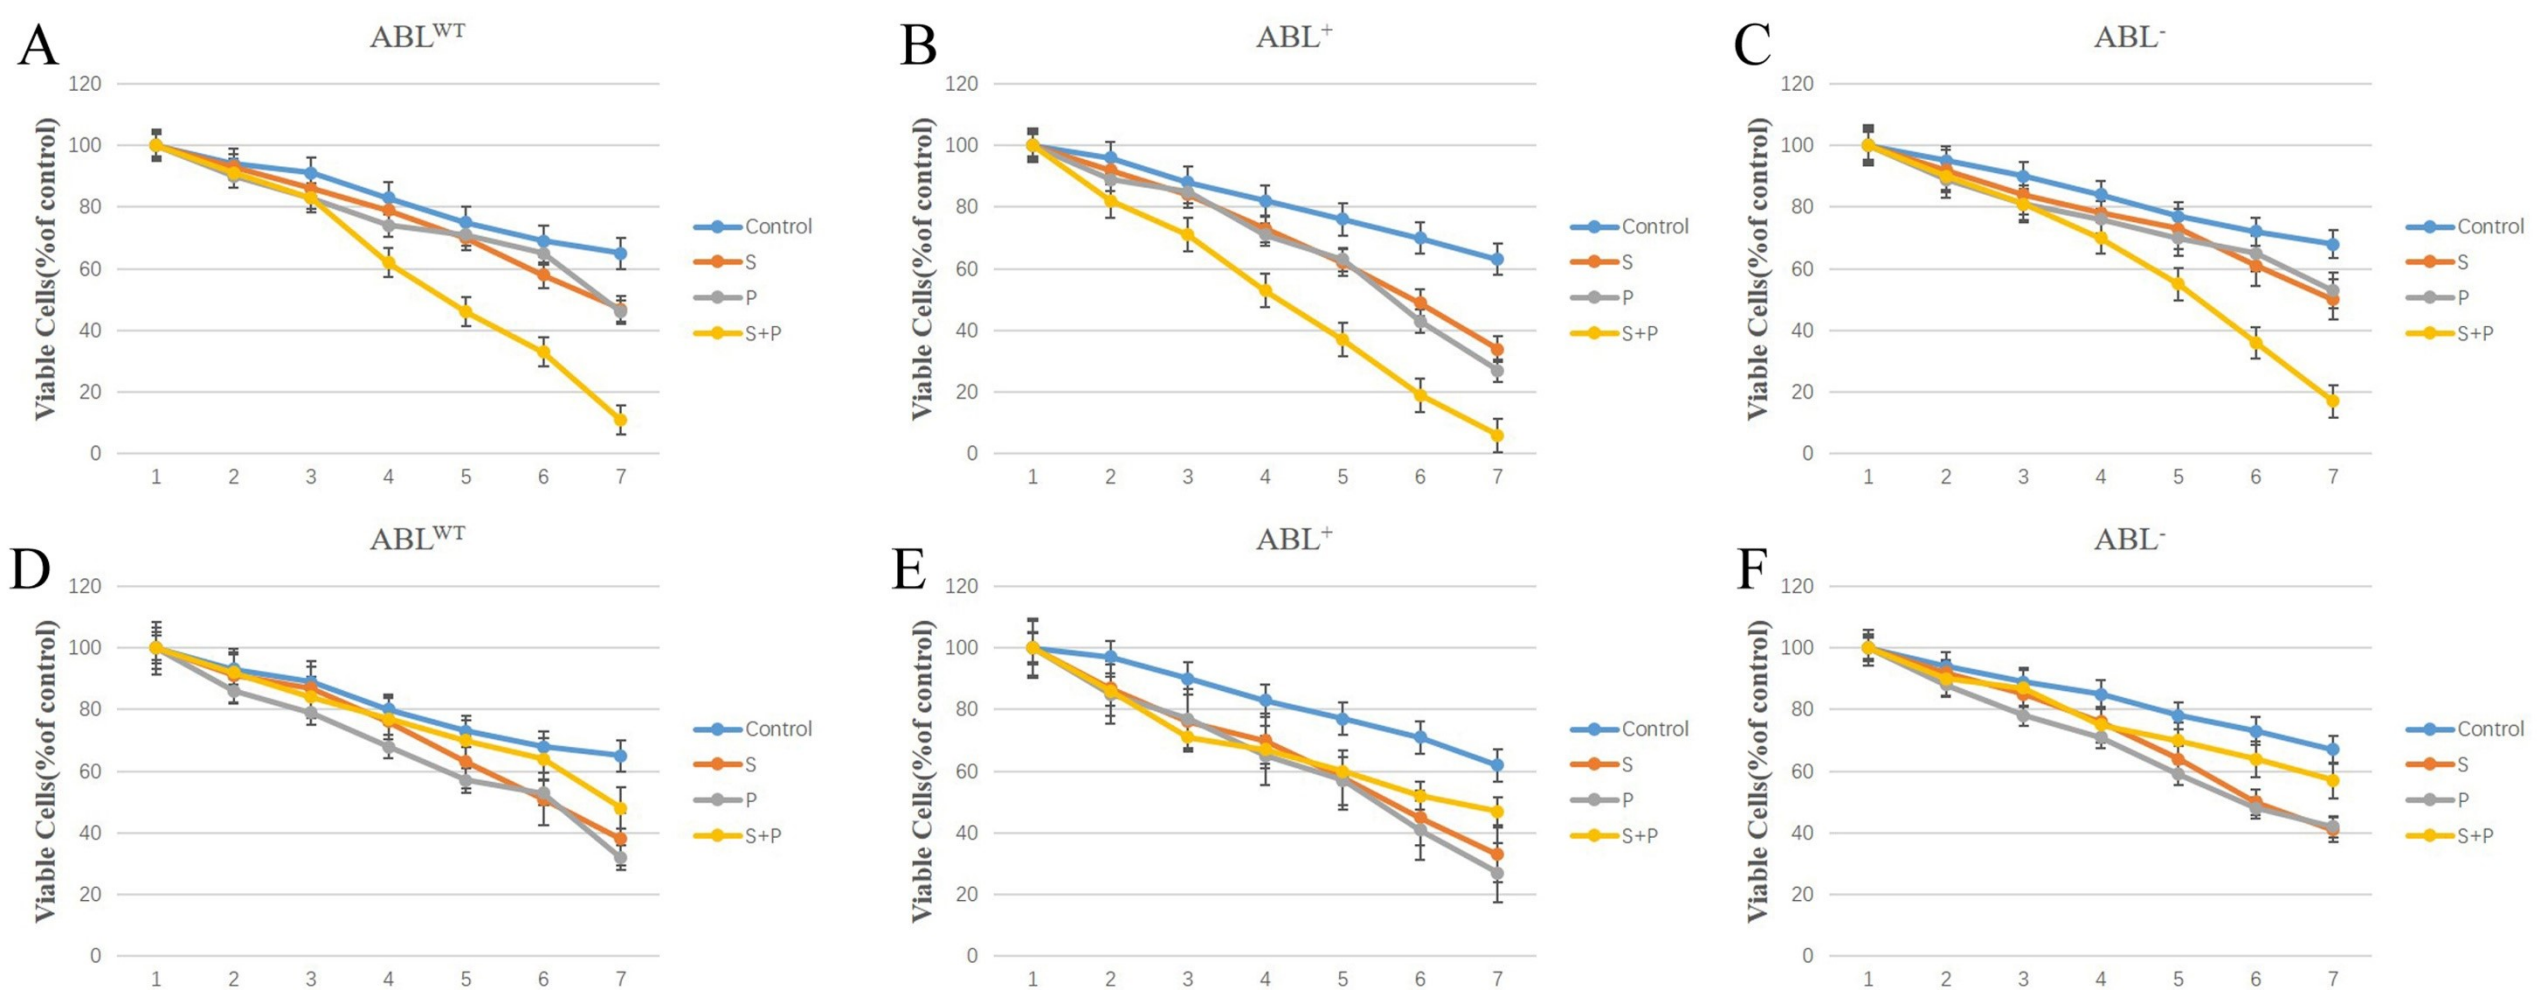 A
ABLWT
Viable Cells(%of control)
120
100
80
60
40
20
0
1 2 3 4 5 6 7
Control
S
P
S+P
B
ABL+
Viable Cells(%of control)
120
100
80
60
40
20
0
1 2 3 4 5 6 7
Control
S
P
S+P
C
ABL-
Viable Cells(%of control)
120
100
80
60
40
20
0
1 2 3 4 5 6 7
Control
S
P
S+P
D
ABLWT
Viable Cells(%of control)
120
100
80
60
40
20
0
1 2 3 4 5 6 7
Control
S
P
S+P
E
ABL+
Viable Cells(%of control)
120
100
80
60
40
20
0
1 2 3 4 5 6 7
Control
S
P
S+P
F
ABL-
Viable Cells(%of control)
120
100
80
60
40
20
0
1 2 3 4 5 6 7
Control
S
P
S+P